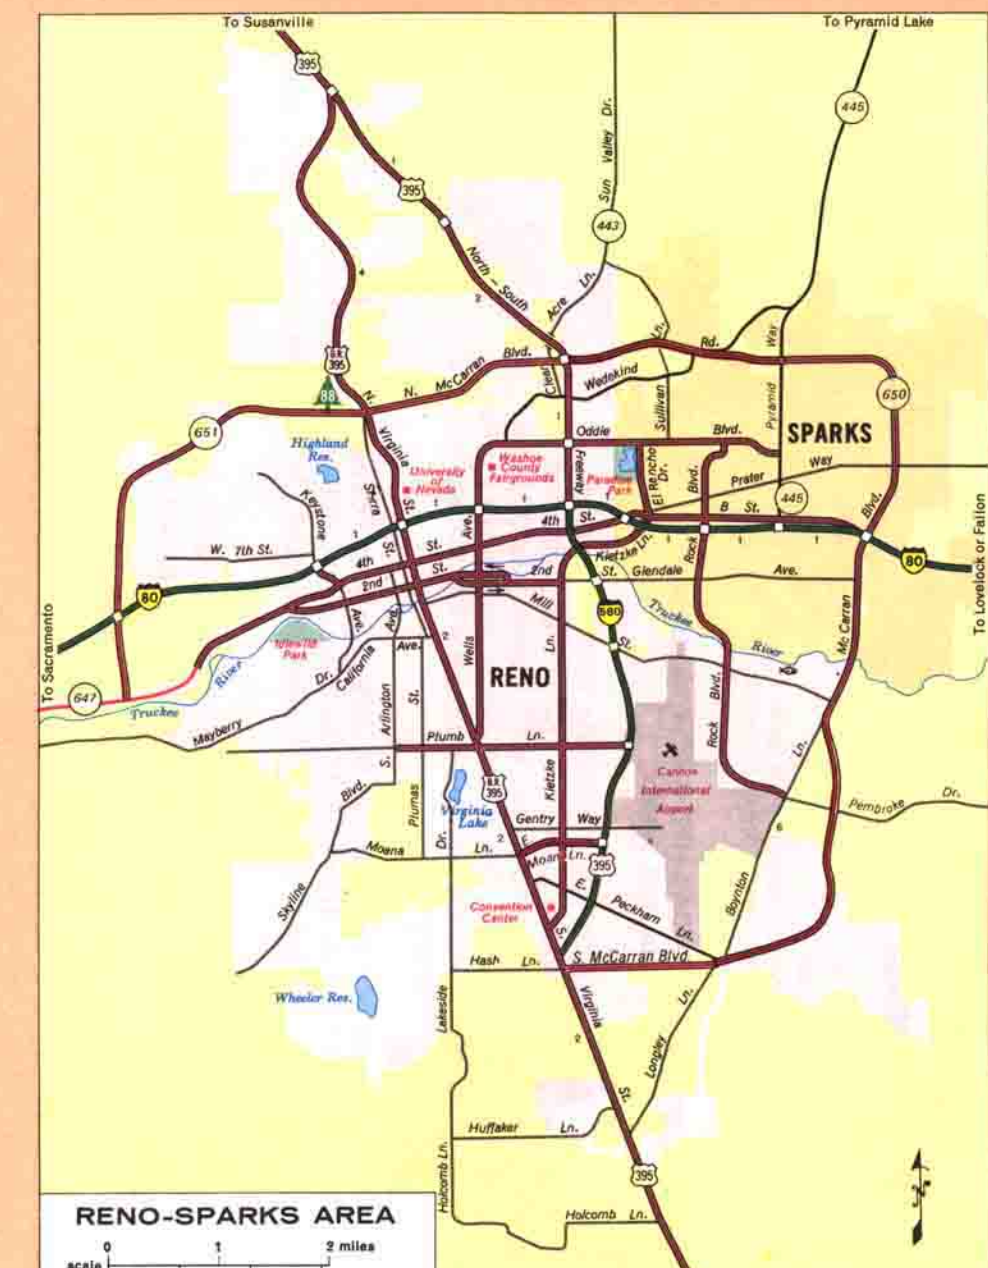 To Susanville
To Pyramid Lake
395
445
Sun Valley Dr.
395
443
North - South
Acre Ln.
Clear
B.R. 395
88
N. McCarran Blvd.
Ln.
Rd.
Wedekind
Sullivan
Pyramid Way
650
651
N. Virginia St.
Highland
Res.
University
of
Nevada
Washoe
County
Fairgrounds
Oddie Blvd.
Freeway
Paradise
Park
El Rancho
Dr.
SPARKS
Prater Way
Keystone
Sierra St.
Ave.
Rock Blvd.
B St.
445
Blvd.
W. 7th St.
4th St.
4th St.
2nd St.
2nd St.
Kietzke Ln.
Glendale Ave.
80
80
580
To Sacramento
To Lovelock or Fallon
Mill St.
Truckee River
Mc Carran
Idlewild
Park
Ave.
Ave.
Ave.
California
River
Truckee
647
Mayberry Dr.
S. Arlington
St.
Wells
Ln.
RENO
Rock Blvd.
Plumb Ln.
Kietzke
B.R. 395
Virginia
Lake
Cannon
International
Airport
Ln.
Pembroke Dr.
Blvd.
Plumas
Dr.
Gentry Way
Moana Ln.
E. Moana Ln.
395
Skyline
Convention
Center
E. Peckham Ln.
Boynton
S.
S. McCarran Blvd.
Hash Ln.
Wheeler Res.
Lakeside
Virginia St.
Longley Ln.
Huffaker Ln.
Holcomb Ln.
395
Holcomb Ln.
RENO-SPARKS AREA
0 1 2 miles
scale